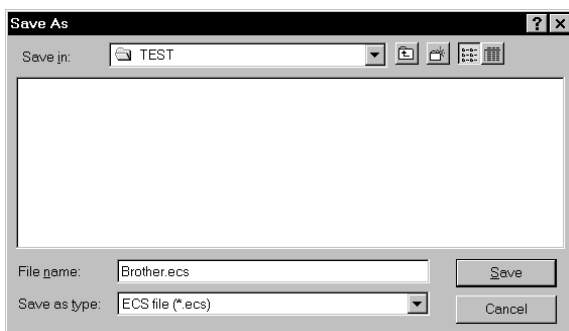 Save As
Save in: TEST
File name: Brother.ecs Save
Save as type: ECS file (*.ecs) Cancel